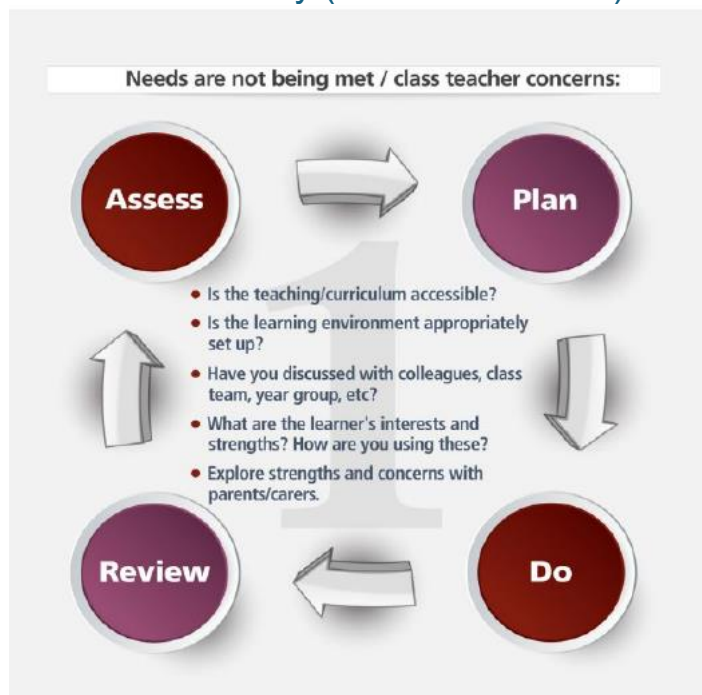 Needs are not being met / class teacher concerns:
Assess
Plan
1
• Is the teaching/curriculum accessible?
• Is the learning environment appropriately
set up?
• Have you discussed with colleagues, class
team, year group, etc?
• What are the learner's interests and
strengths? How are you using these?
• Explore strengths and concerns with
parents/carers.
Review
Do